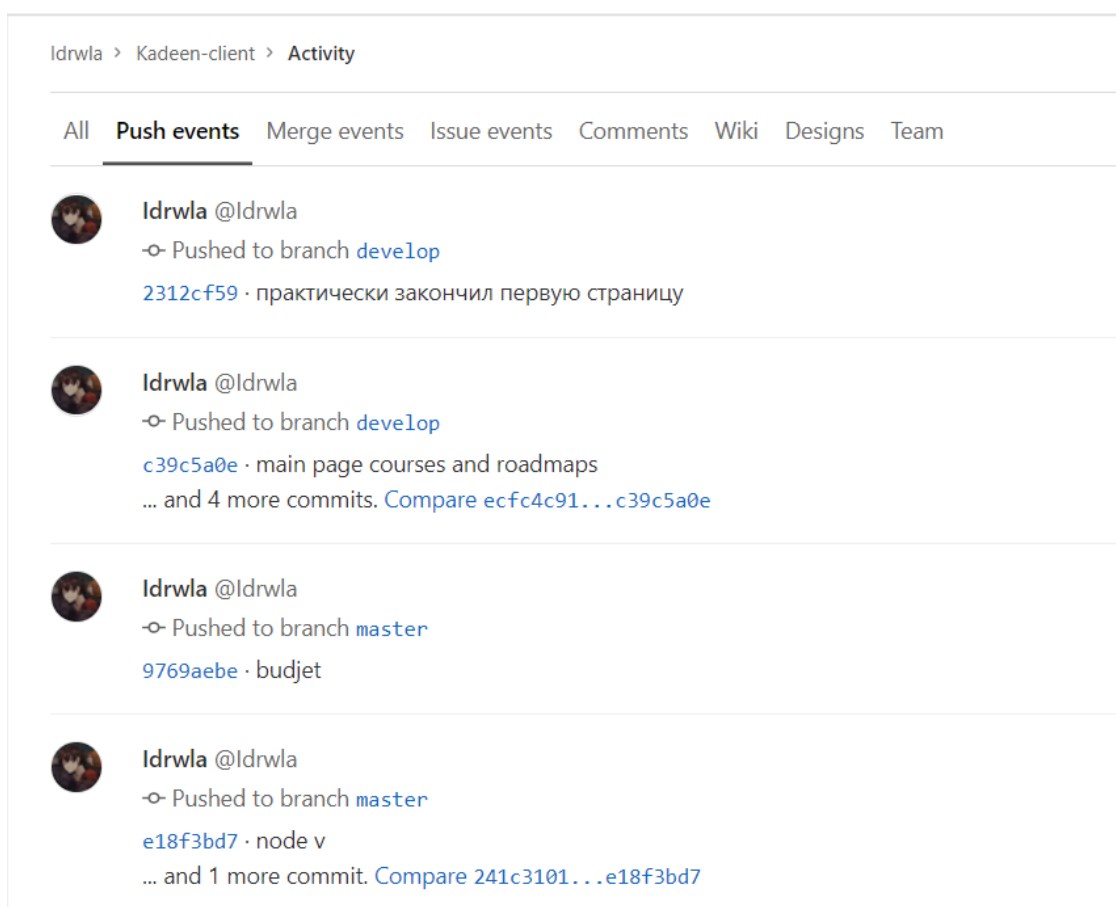 Idrwla > Kadeen-client > Activity
All Push events Merge events Issue events Comments Wiki Designs Team
Idrwla @Idrwla
Pushed to branch develop
2312cf59 · практически закончил первую страницу
Idrwla @Idrwla
Pushed to branch develop
c39c5a0e · main page courses and roadmaps
... and 4 more commits. Compare ecfc4c91...c39c5a0e
Idrwla @Idrwla
Pushed to branch master
9769aebe · budjet
Idrwla @Idrwla
Pushed to branch master
e18f3bd7 · node v
... and 1 more commit. Compare 241c3101...e18f3bd7